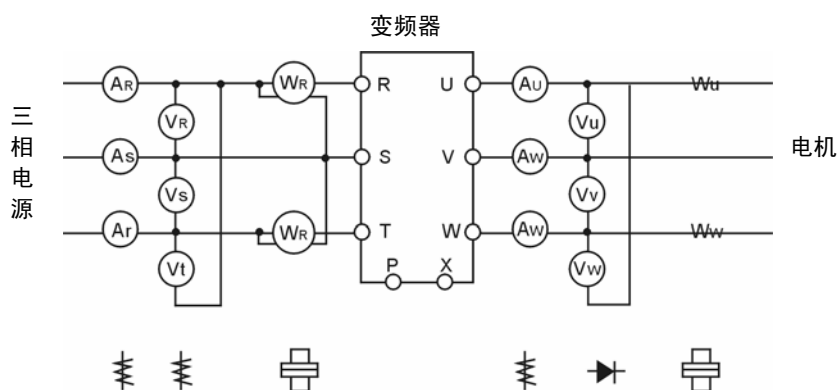 变频器
三相电源
AR WR R U AU Wu
VR Vu
As S V Aw 电机
Vs Vv
Ar WR T W Aw Ww
Vt P X Vw